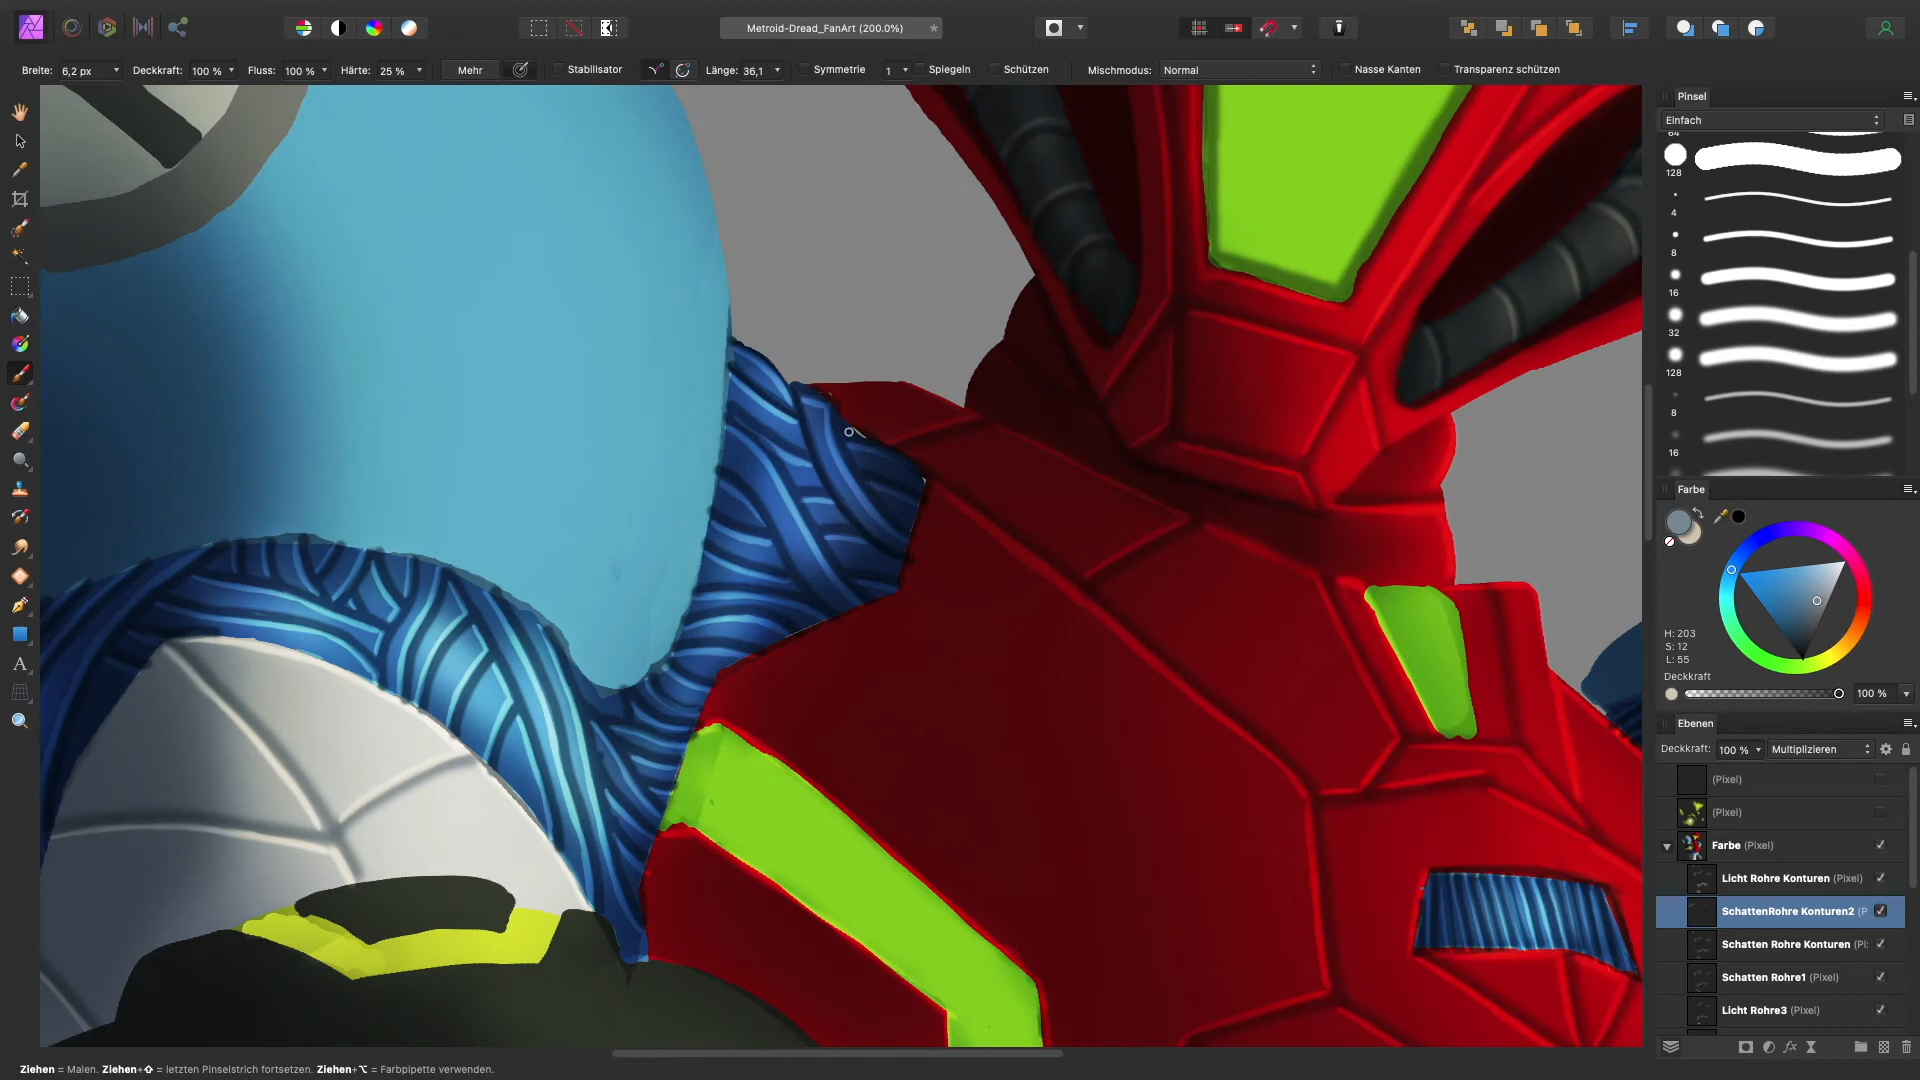 Metroid-Dread_FanArt (200.0%)
Breite: 6,2 px Deckkraft: 100 % Fluss: 100 % Härte: 25 % Mehr Stabilisator Länge: 36,1 Symmetrie 1 Spiegeln Schützen Mischmodus: Normal Nasse Kanten Transparenz schützen
Pinsel
Einfach
64
128
4
8
16
32
128
8
16
Farbe
H: 203
S: 12
L: 55
Deckkraft
100 %
Ebenen
Deckkraft: 100 % Multiplizieren
(Pixel)
(Pixel)
Farbe (Pixel)
Licht Rohre Konturen (Pixel)
SchattenRohre Konturen2 (P
Schatten Rohre Konturen (Pi:
Schatten Rohre1 (Pixel)
Licht Rohre3 (Pixel)
Ziehen = Malen. Ziehen+⇧ = letzten Pinselstrich fortsetzen. Ziehen+⌥ = Farbpipette verwenden.